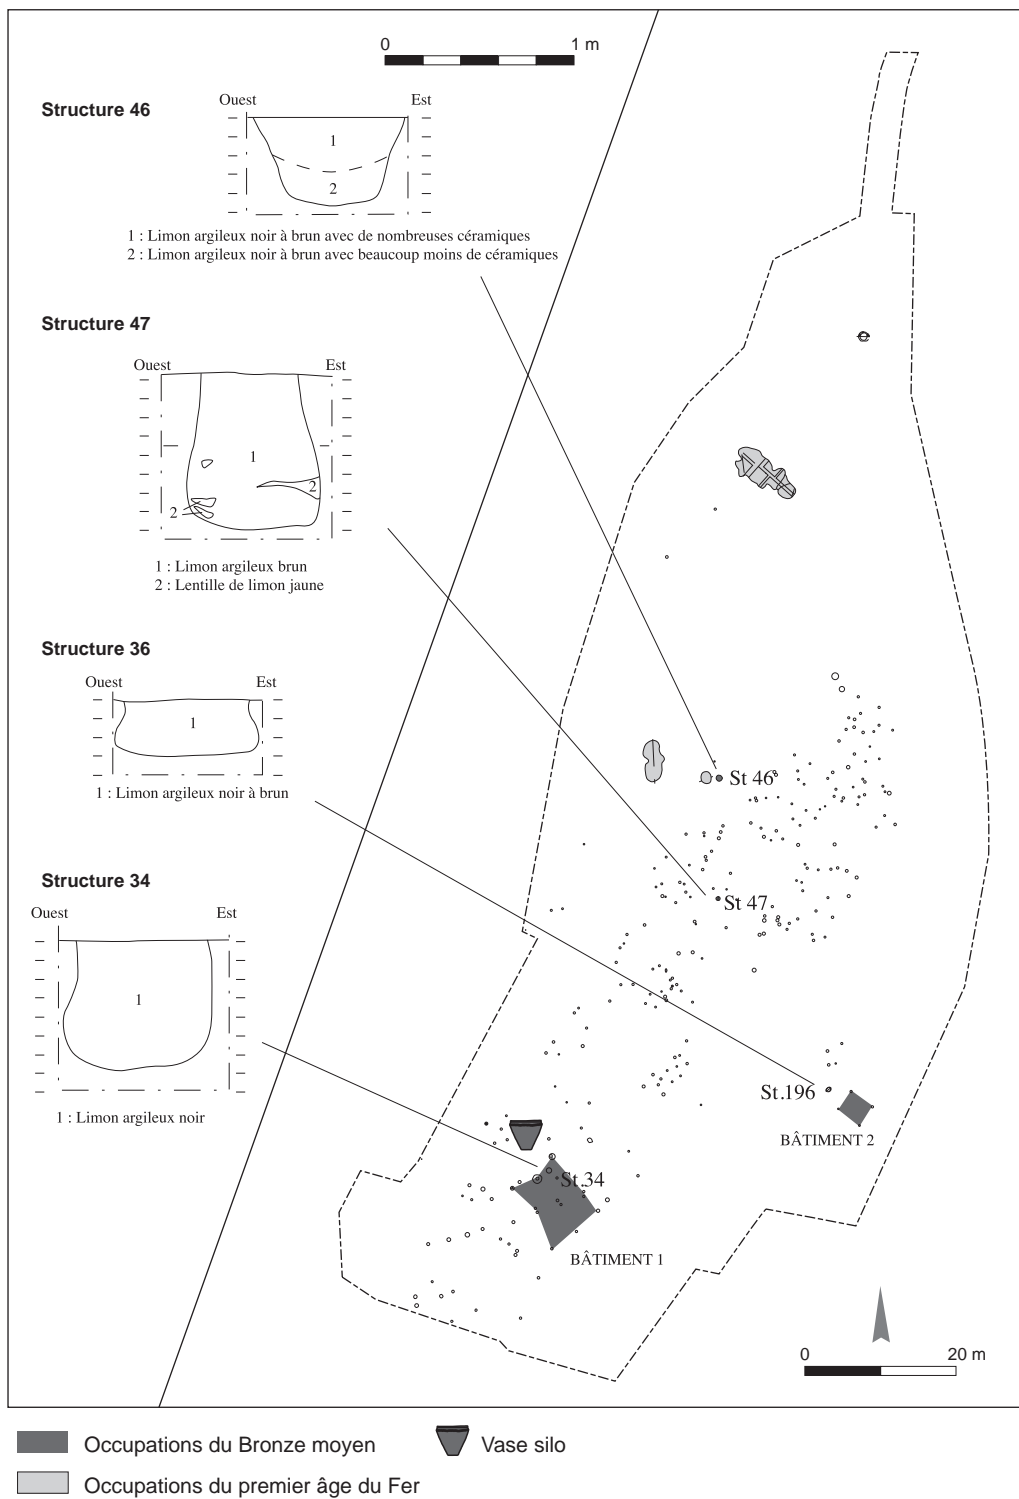 0 1 m
Structure 46
Ouest Est
1
2
1 : Limon argileux noir à brun avec de nombreuses céramiques
2 : Limon argileux noir à brun avec beaucoup moins de céramiques
Structure 47
Ouest Est
1
2
2
1 : Limon argileux brun
2 : Lentille de limon jaune
Structure 36
Ouest Est
1
1 : Limon argileux noir à brun
Structure 34
Ouest Est
1
1 : Limon argileux noir
St 46
St 47
St.196
BÂTIMENT 2
St.34
BÂTIMENT 1
0 20 m
Occupations du Bronze moyen
Vase silo
Occupations du premier âge du Fer